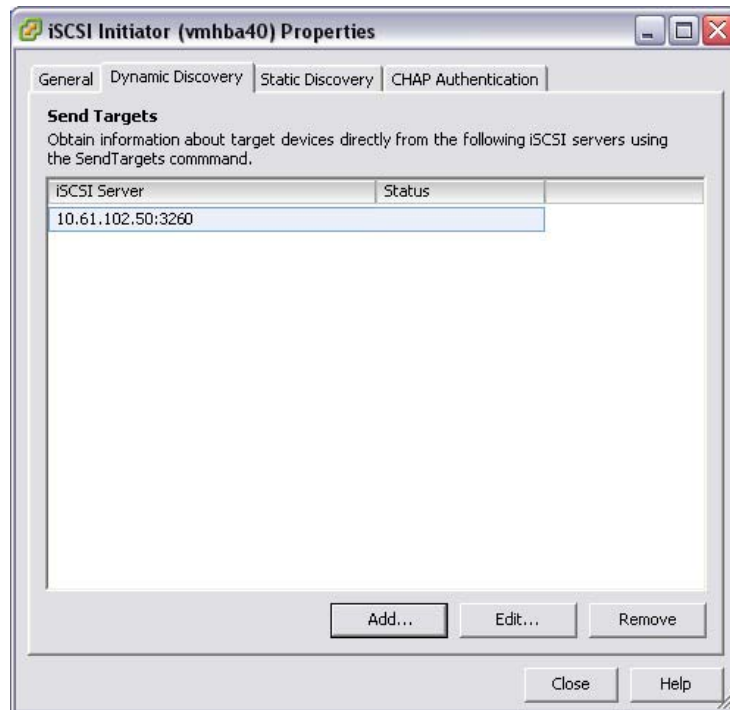 iSCSI Initiator (vmhba40) Properties
General Dynamic Discovery Static Discovery CHAP Authentication
Send Targets
Obtain information about target devices directly from the following iSCSI servers using
the SendTargets commmand.
iSCSI Server Status
10.61.102.50:3260
Add... Edit... Remove
Close Help